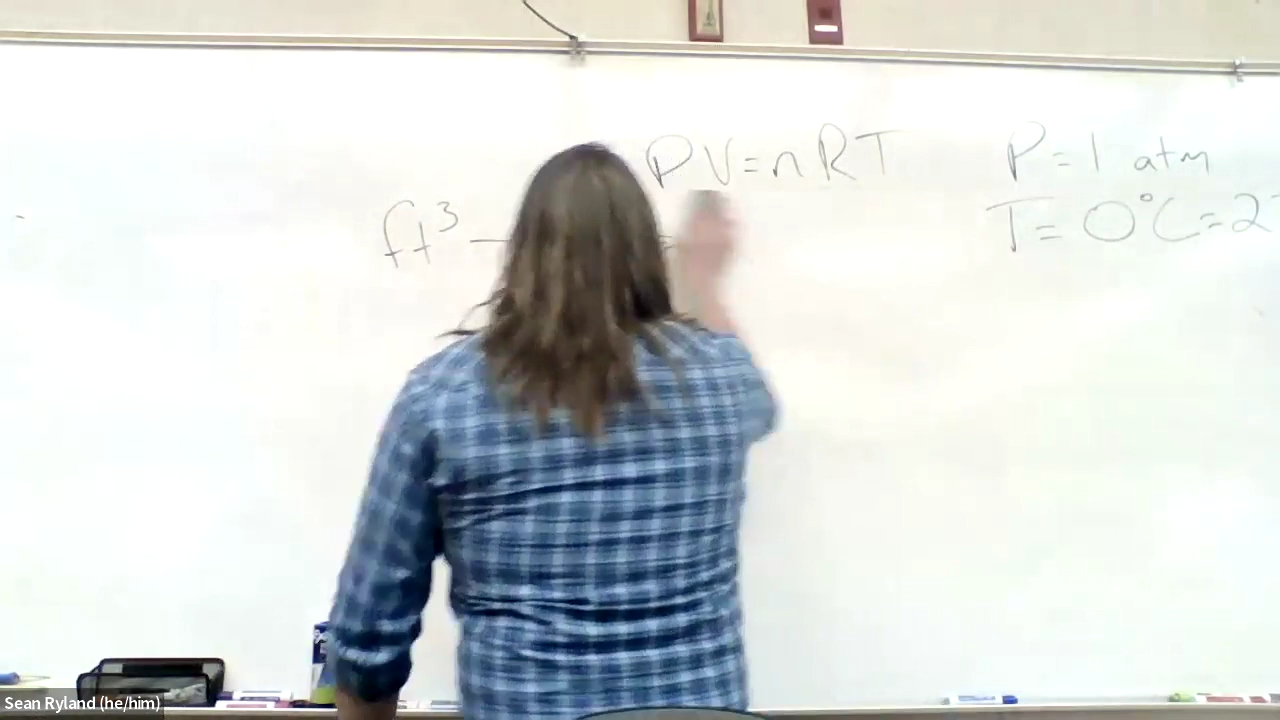 PV=nRT
P=1 atm
ft³ —
T=0°C=2
Sean Ryland (he/him)